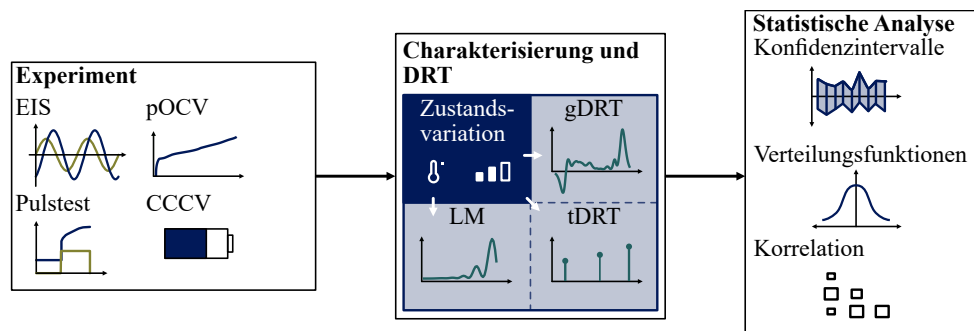 Experiment
EIS
pOCV
Pulstest
CCCV
Charakterisierung und
DRT
Zustands-
variation
gDRT
LM
tDRT
Statistische Analyse
Konfidenzintervalle
Verteilungsfunktionen
Korrelation